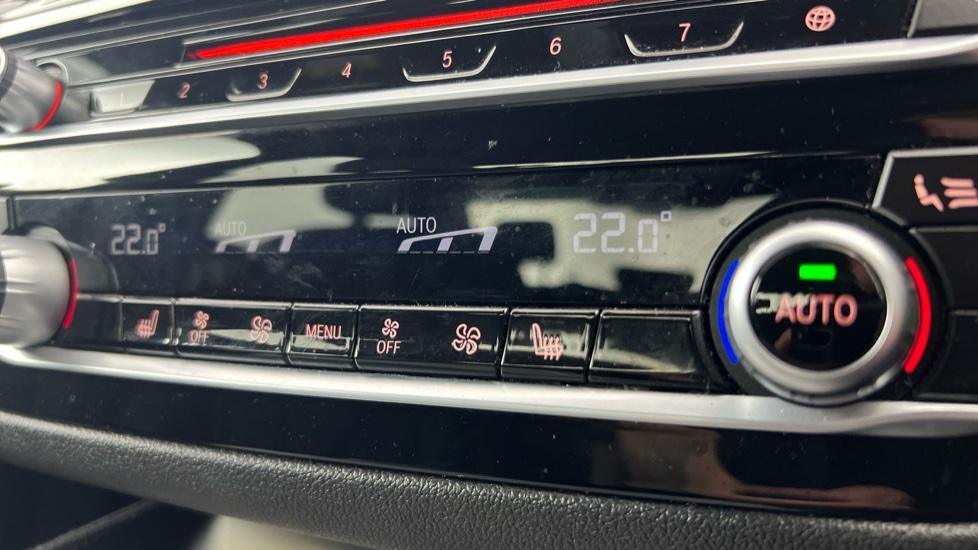 2 3 4 5 6 7
22.0° AUTO AUTO 22.0°
OFF MENU OFF AUTO